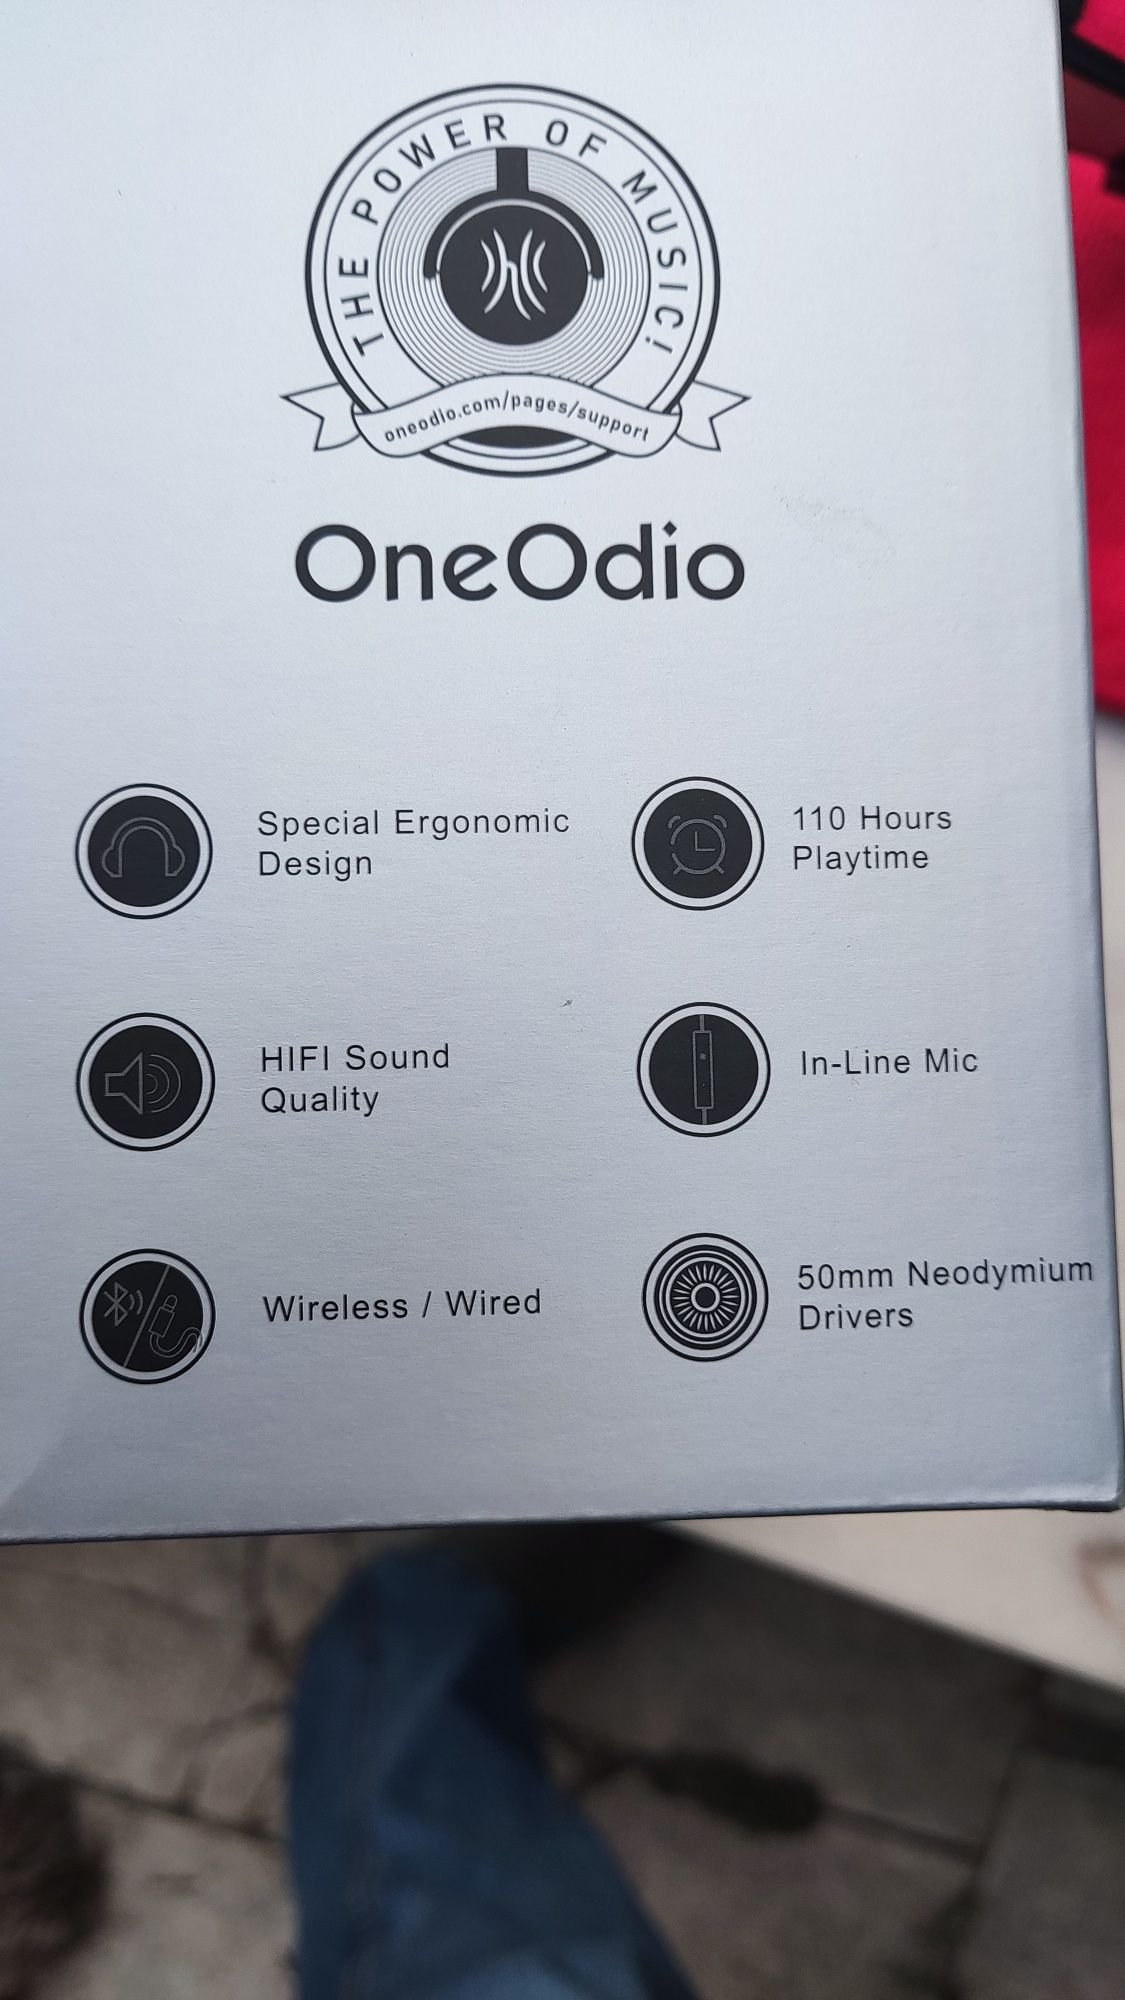 THE POWER OF MUSIC!
oneodio.com/pages/support
OneOdio
Special Ergonomic
Design
110 Hours
Playtime
HIFI Sound
Quality
In-Line Mic
Wireless / Wired
50mm Neodymium
Drivers